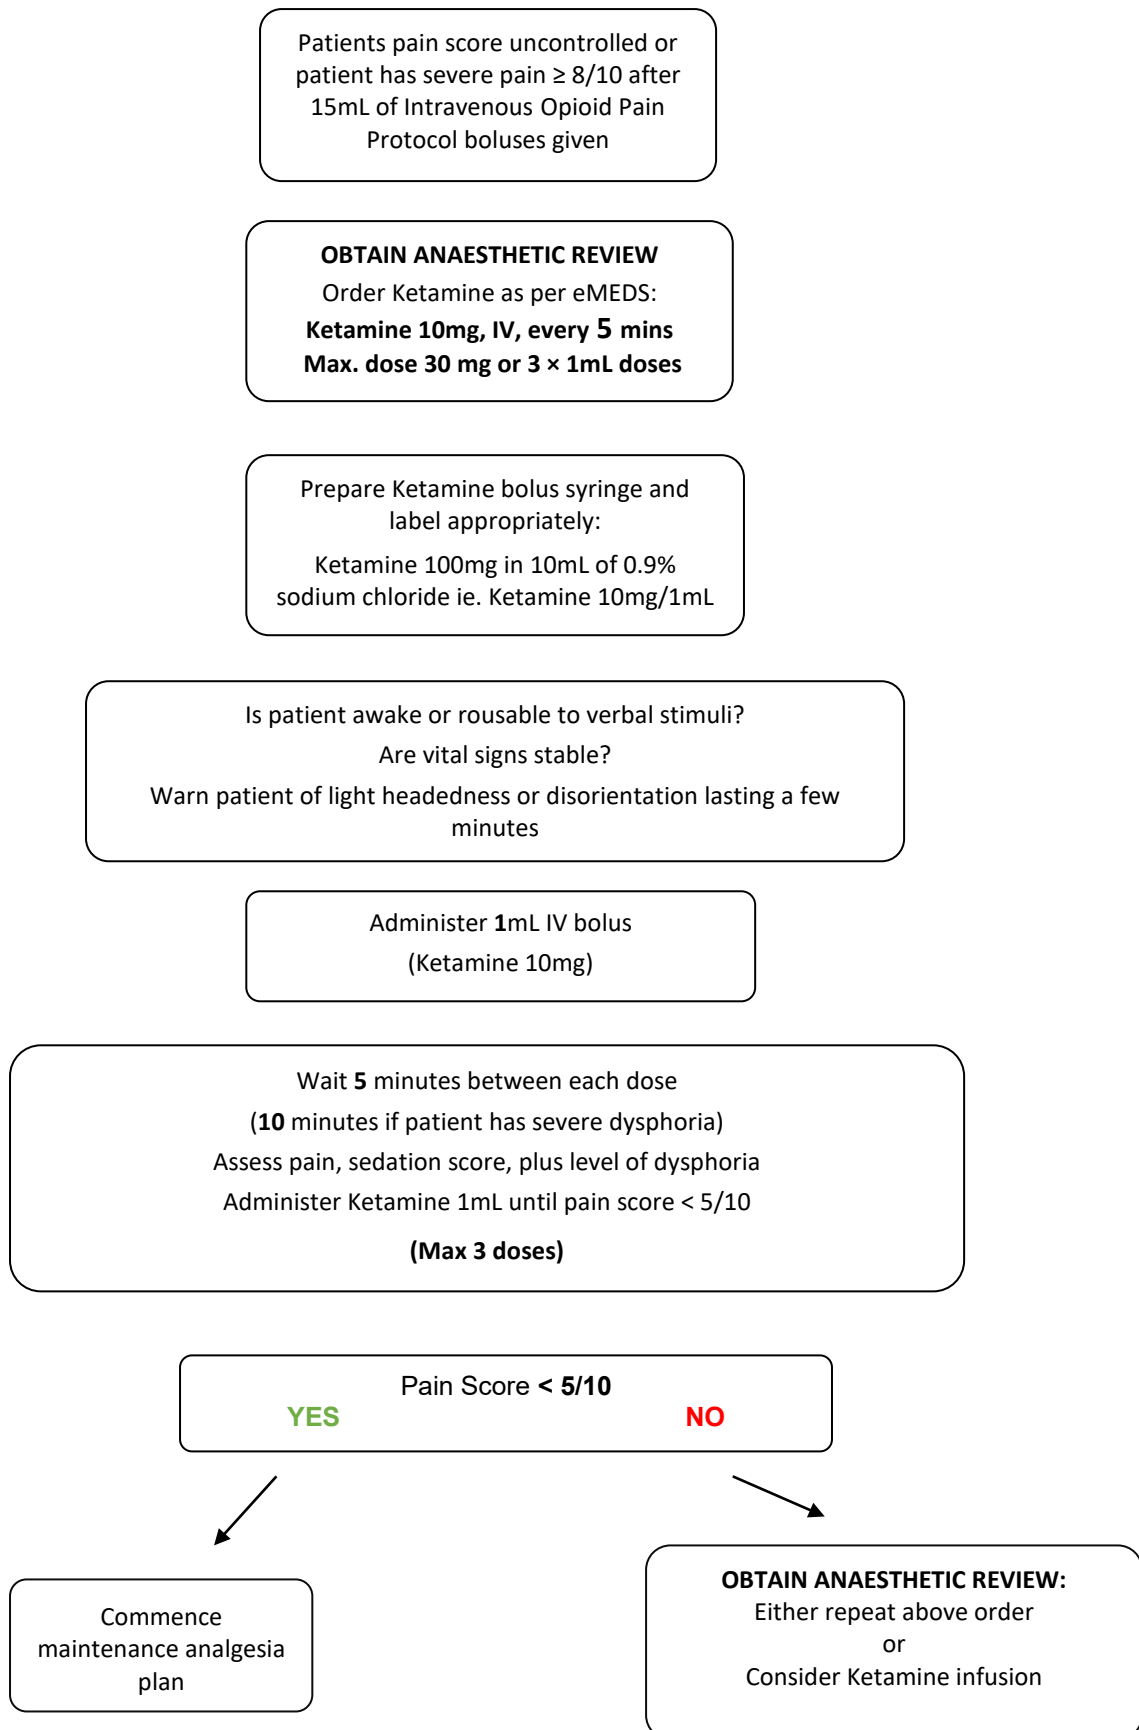 Patients pain score uncontrolled or
patient has severe pain ≥ 8/10 after
15mL of Intravenous Opioid Pain
Protocol boluses given
OBTAIN ANAESTHETIC REVIEW
Order Ketamine as per eMEDS:
Ketamine 10mg, IV, every 5 mins
Max. dose 30 mg or 3 × 1mL doses
Prepare Ketamine bolus syringe and
label appropriately:
Ketamine 100mg in 10mL of 0.9%
sodium chloride ie. Ketamine 10mg/1mL
Is patient awake or rousable to verbal stimuli?
Are vital signs stable?
Warn patient of light headedness or disorientation lasting a few
minutes
Administer 1mL IV bolus
(Ketamine 10mg)
Wait 5 minutes between each dose
(10 minutes if patient has severe dysphoria)
Assess pain, sedation score, plus level of dysphoria
Administer Ketamine 1mL until pain score < 5/10
(Max 3 doses)
Pain Score < 5/10
YES NO
Commence
maintenance analgesia
plan
OBTAIN ANAESTHETIC REVIEW:
Either repeat above order
or
Consider Ketamine infusion